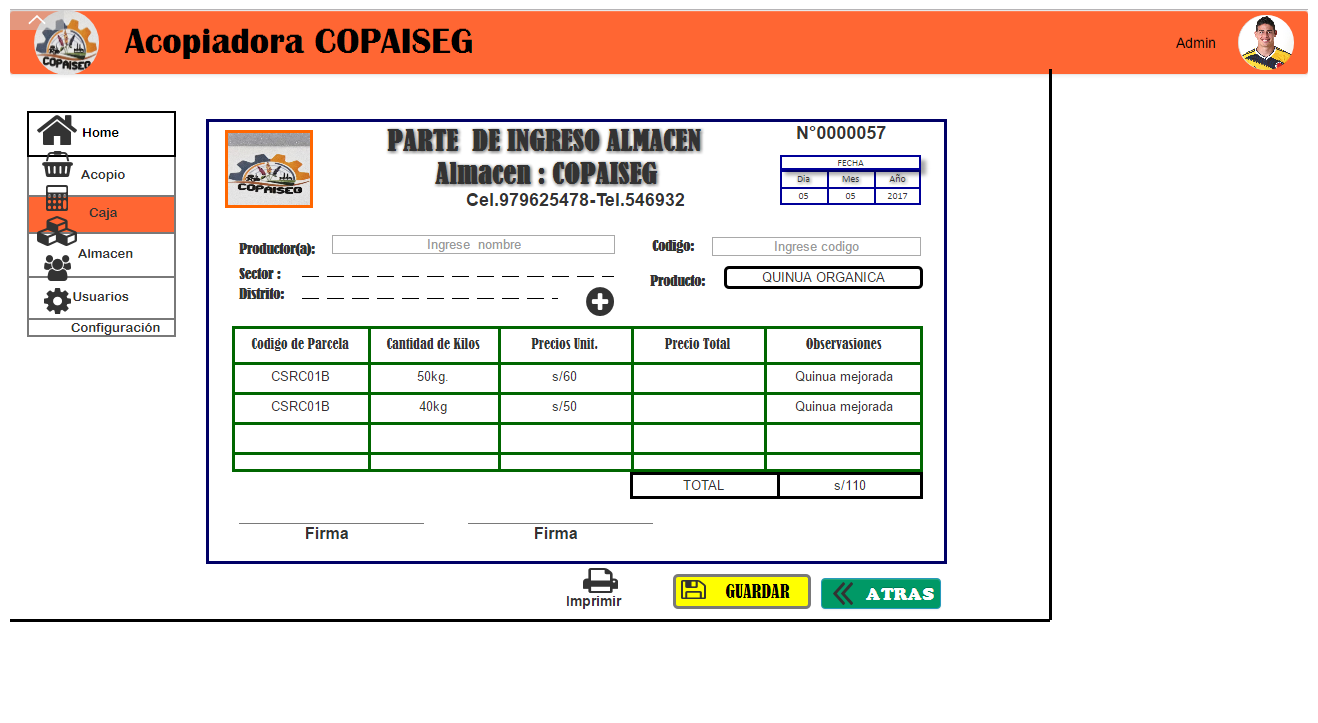 COPAISEG
Acopiadora COPAISEG
Admin
Home
Acopio
Caja
Almacen
Usuarios
Configuración
COPAISEG
PARTE DE INGRESO ALMACEN
Almacen : COPAISEG
Cel.979625478-Tel.546932
N°0000057
FECHA
Dia Mes Año
05 05 2017
Productor(a): Ingrese nombre
Codigo: Ingrese codigo
Sector :
Producto: QUINUA ORGANICA
Distrito:
Codigo de Parcela Cantidad de Kilos Precios Unit. Precio Total Observasiones
CSRC01B 50kg. s/60 Quinua mejorada
CSRC01B 40kg s/50 Quinua mejorada
TOTAL s/110
Firma Firma
Imprimir
GUARDAR
ATRAS